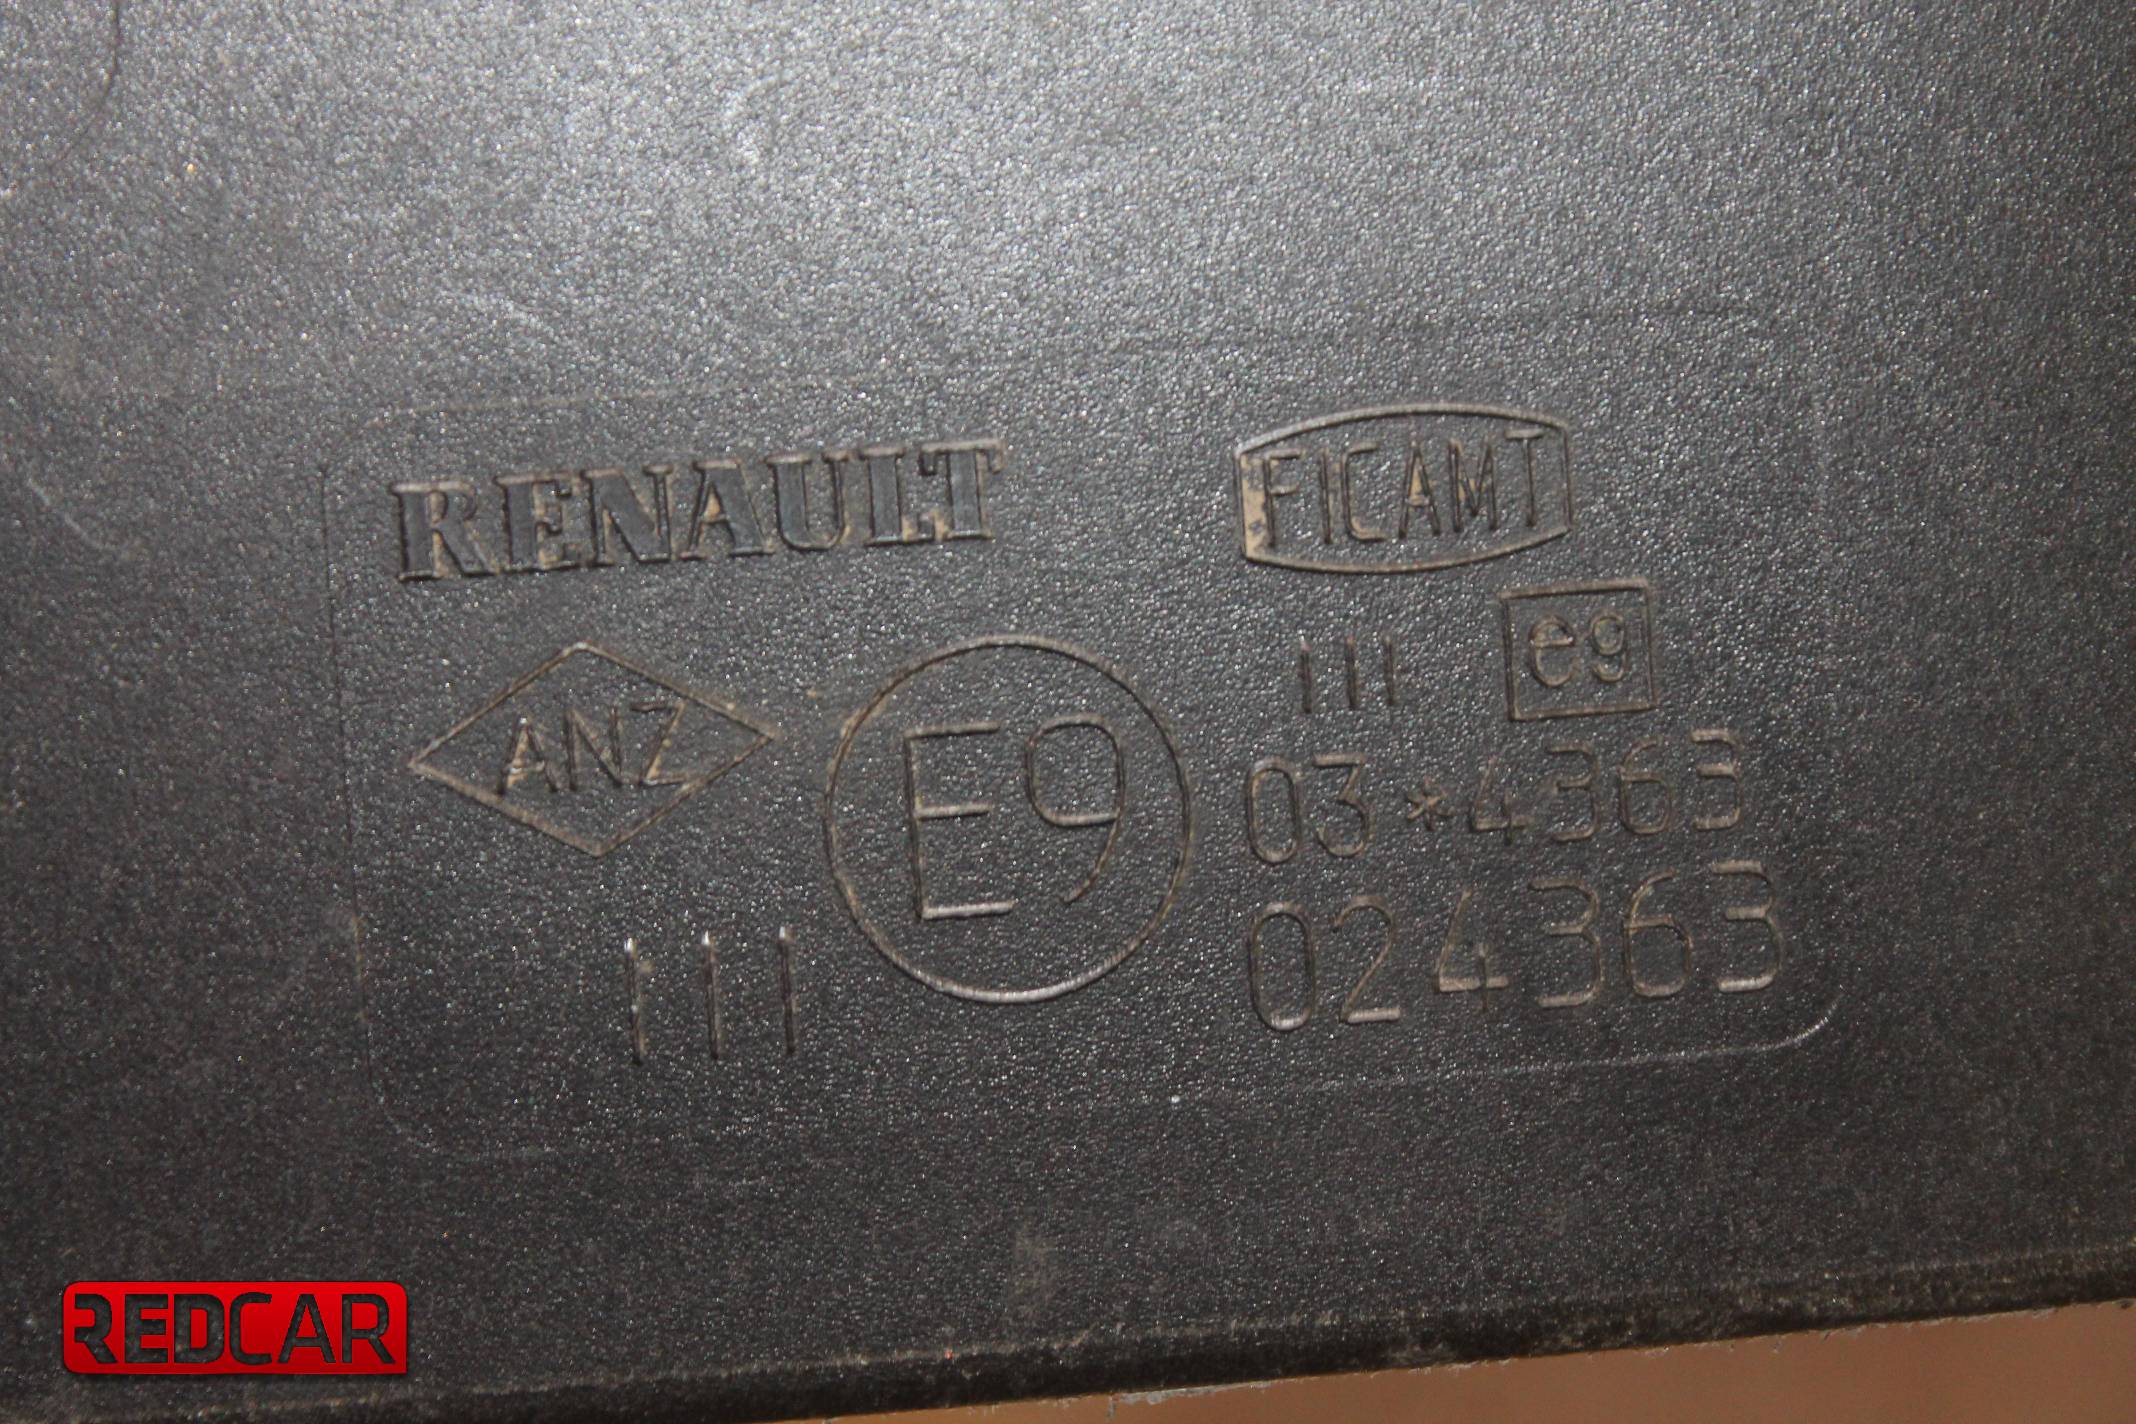 RENAULT
FICAMT
ANZ
E9
III
e9
03*4363
III
024363
REDCAR